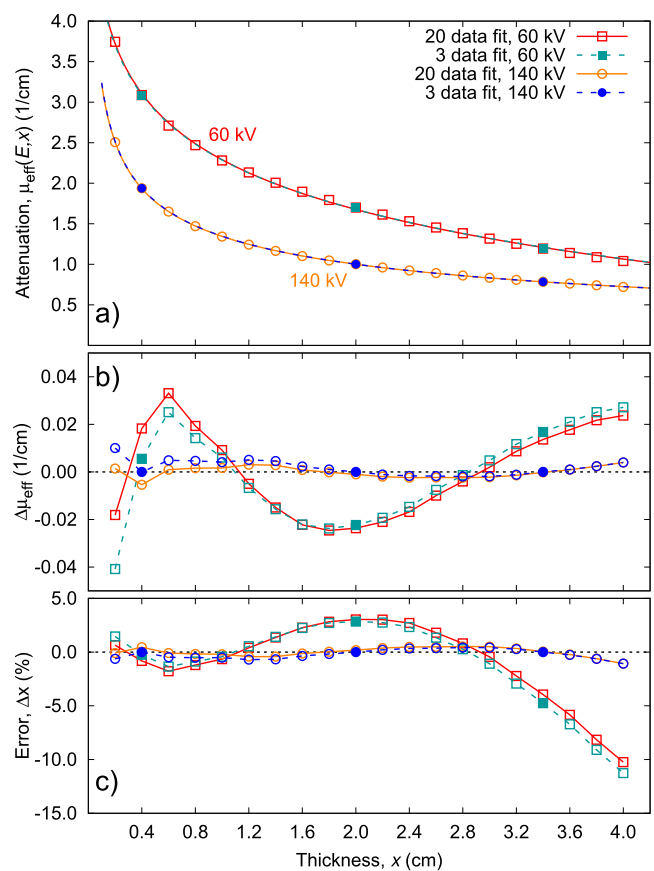 4.0
3.5
3.0
2.5
2.0
1.5
1.0
0.5
Attenuation, μeff(E,x) (1/cm)
20 data fit, 60 kV
3 data fit, 60 kV
20 data fit, 140 kV
3 data fit, 140 kV
60 kV
140 kV
a)
b)
0.04
0.02
0.00
-0.02
-0.04
Δμeff (1/cm)
5.0
0.0
-5.0
-10.0
-15.0
Error, Δx (%)
c)
0.4 0.8 1.2 1.6 2.0 2.4 2.8 3.2 3.6 4.0
Thickness, x (cm)